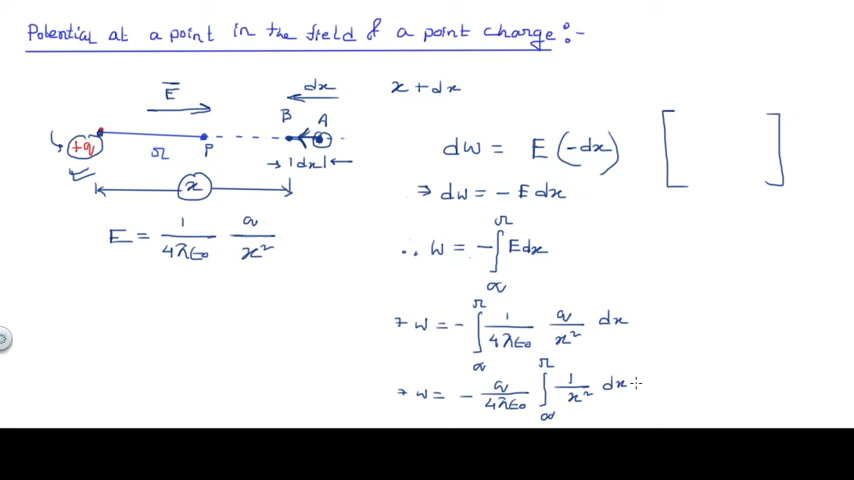 Potential at a point in the field of a point charge :-
E
dx
x + dx
B A
+q r P
|dx|
x
dW = E (-dx)
⇒ dW = - E dx
E = 1/4πε₀ q/x²
∴ W = - ∫_∞^r E dx
⇒ W = - ∫_∞^r 1/4πε₀ q/x² dx
⇒ W = - q/4πε₀ ∫_∞^r 1/x² dx